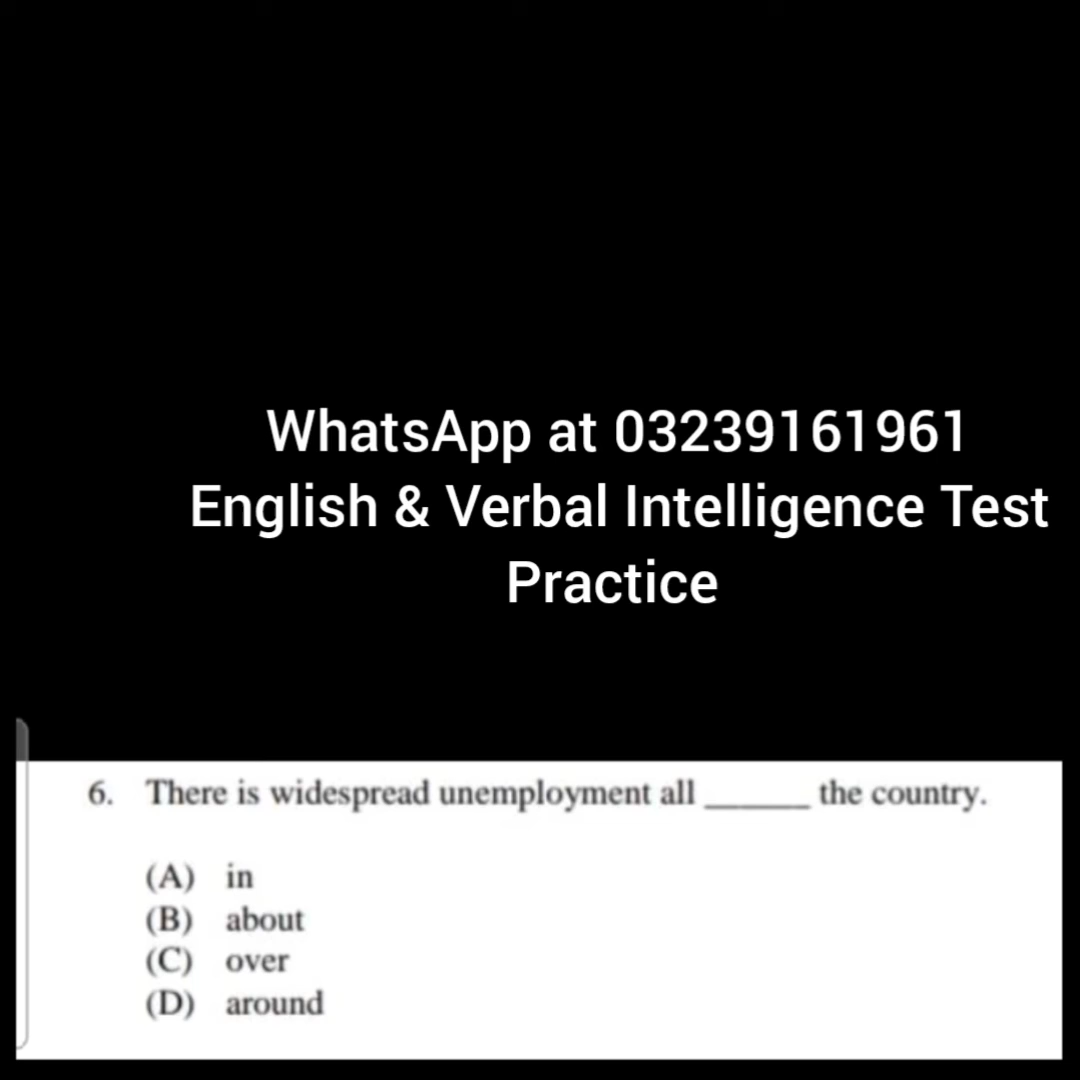 WhatsApp at 03239161961
English & Verbal Intelligence Test
Practice
6. There is widespread unemployment all ______ the country.
(A) in
(B) about
(C) over
(D) around